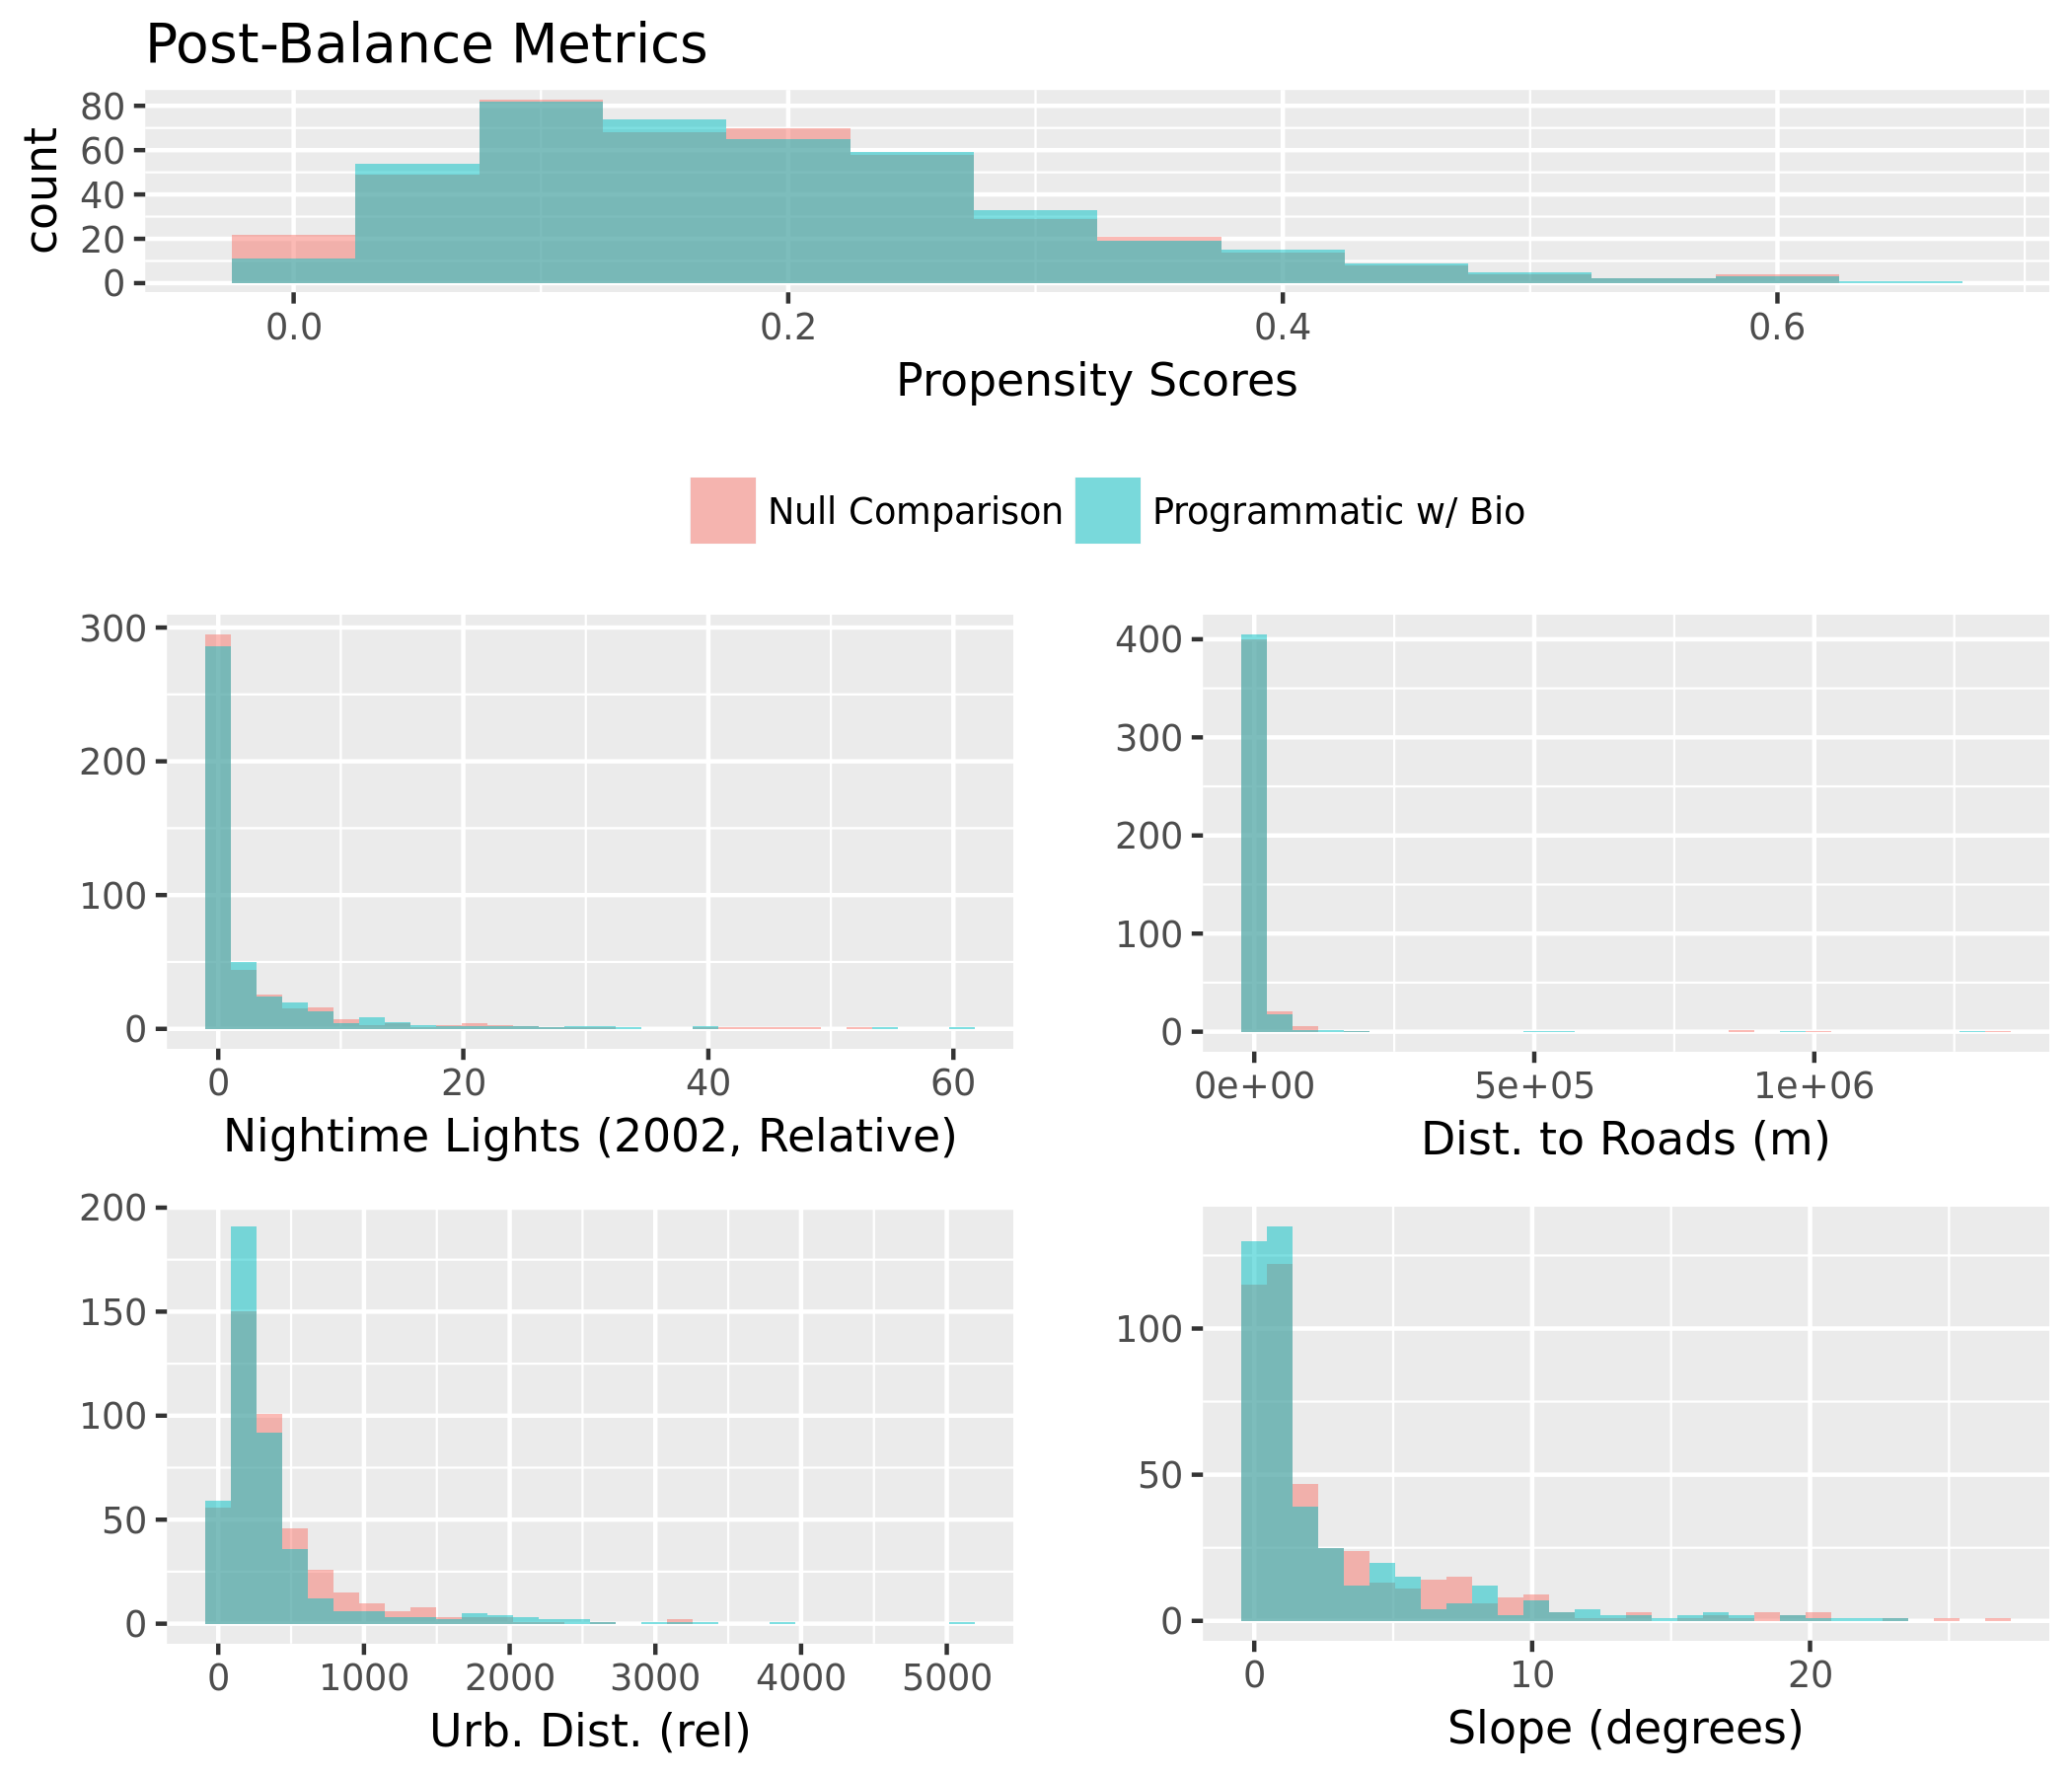 Post-Balance Metrics
count
80
60
40
20
0
0.0 0.2 0.4 0.6
Propensity Scores
Null Comparison Programmatic w/ Bio
300
200
100
0
0 20 40 60
Nightime Lights (2002, Relative)
400
300
200
100
0
0e+00 5e+05 1e+06
Dist. to Roads (m)
200
150
100
50
0
0 1000 2000 3000 4000 5000
Urb. Dist. (rel)
100
50
0
0 10 20
Slope (degrees)